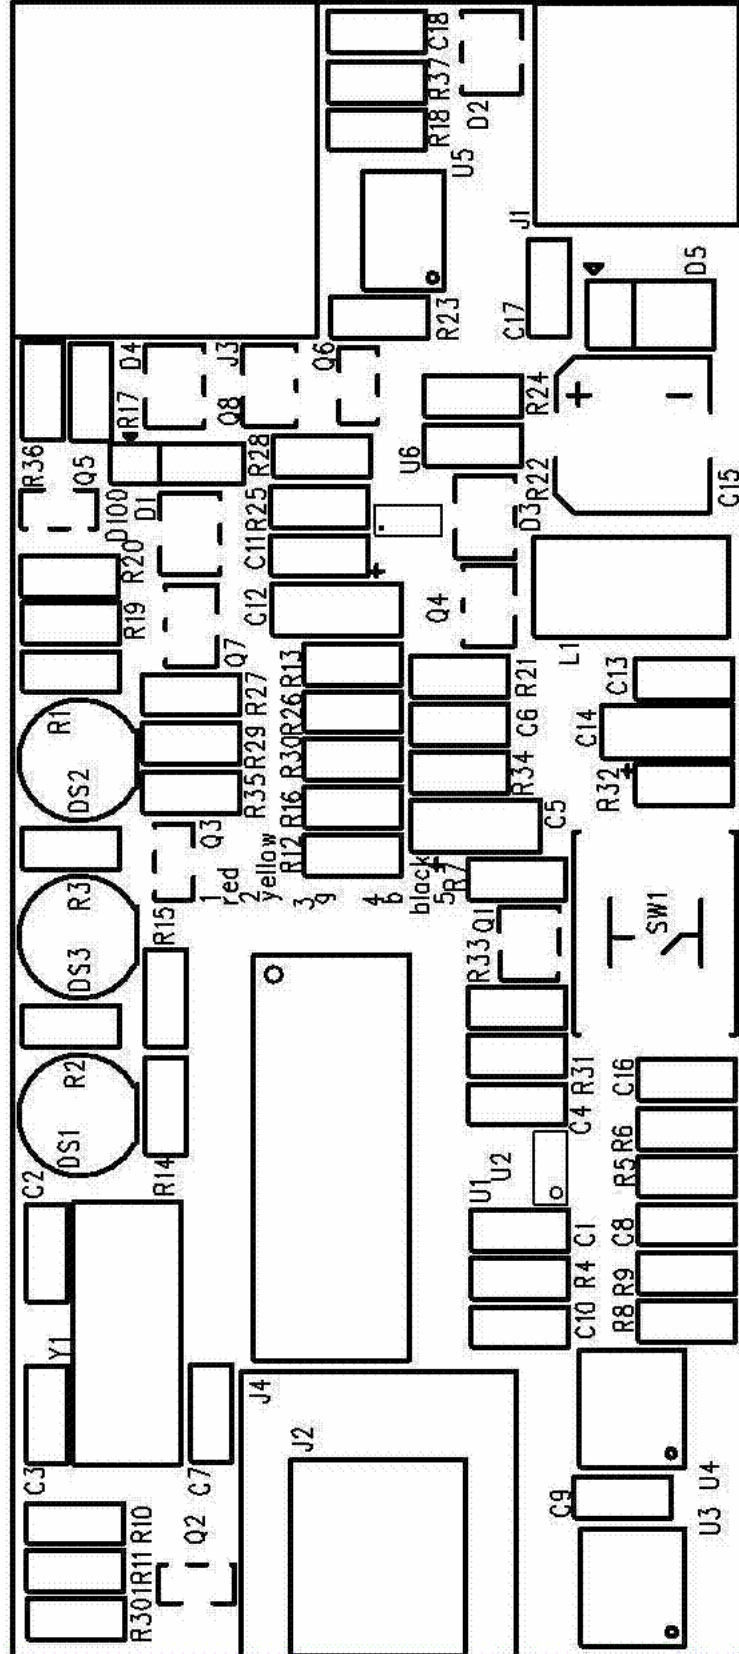 C18
R37
R18
D2
U5
J1
D5
R23
C17
D4
J3
Q6
R17
Q8
R24
R36
Q5
R28
U6
D100
D1
R25
D3
R22
C15
R20
C11
+
-
+
R19
C12
Q4
Q7
R13
L1
R27
R26
R21
C13
R1
C6
C14
DS2
R29
R30
R34
R32
+
R35
R16
C5
Q3
R12
+
1
red
2
yellow
3
g
4
b
black
5
R7
R3
R15
Q1
SW1
DS3
R33
R2
R31
C16
DS1
C4
R6
C2
R14
U1
U2
R5
C1
C8
Y1
R4
R9
C10
R8
J4
J2
C3
C7
C9
U4
R10
Q2
U3
R11
R301